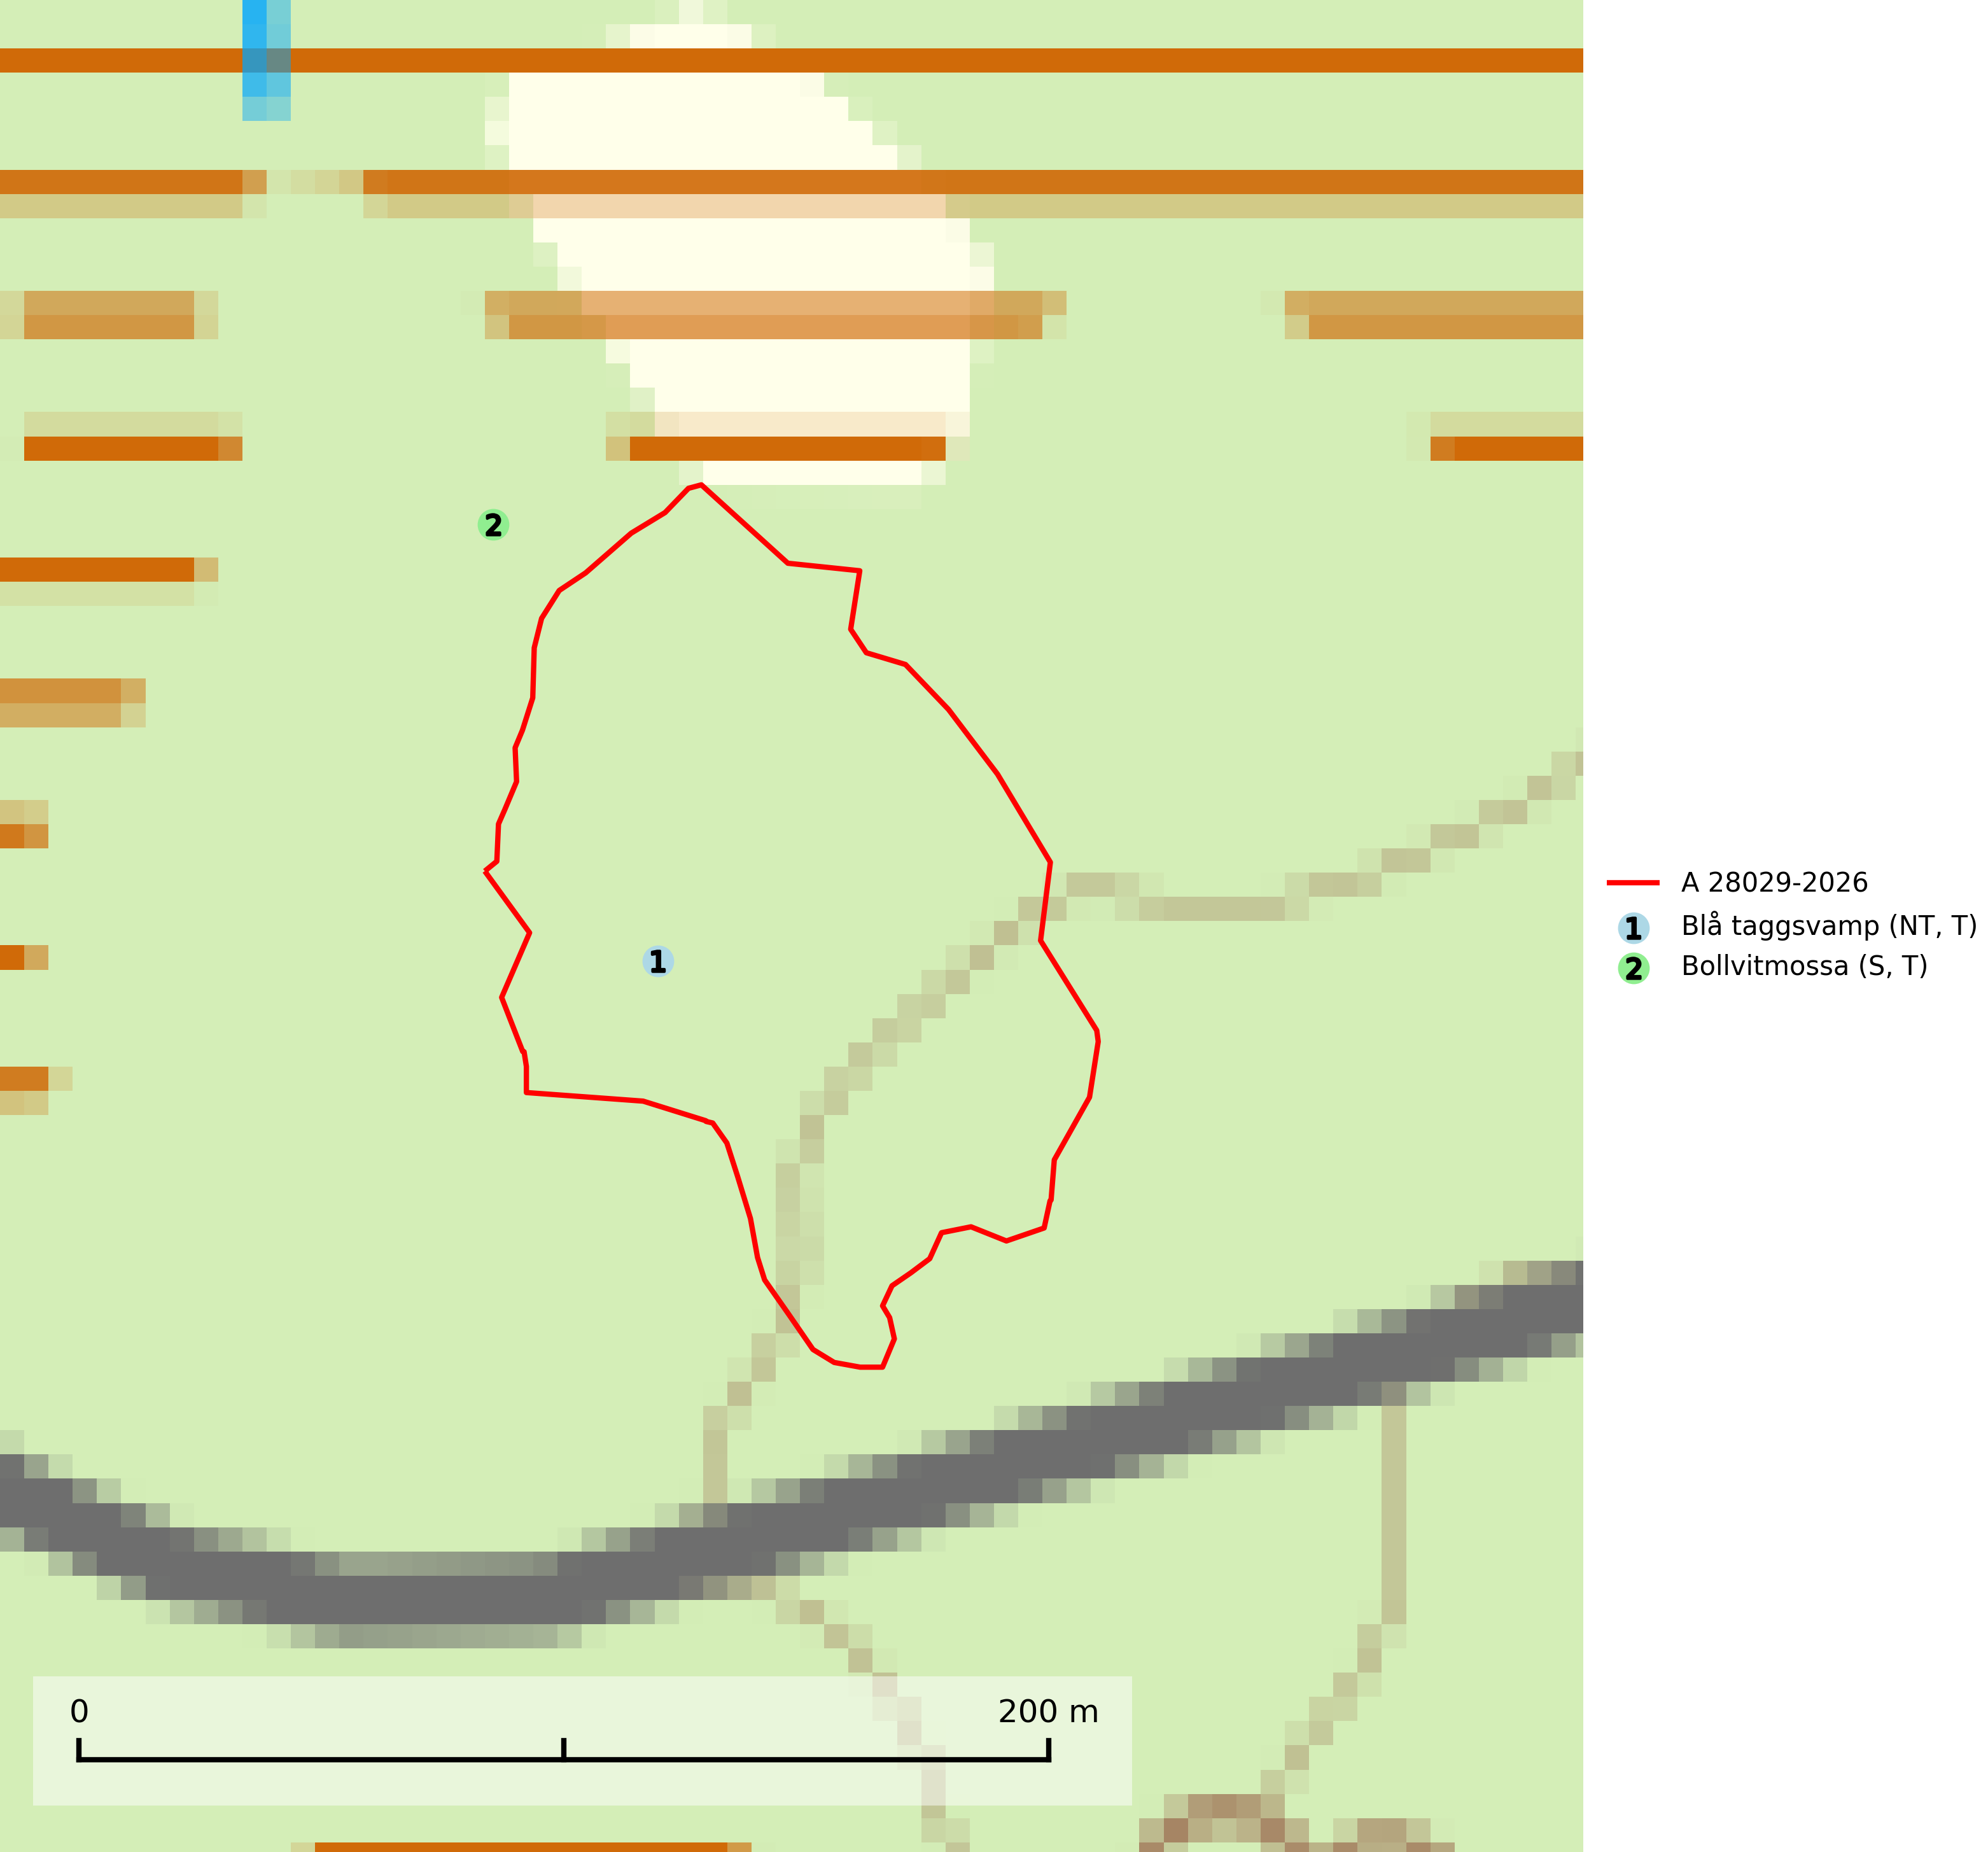 2
1
A 28029-2026
1 Blå taggsvamp (NT, T)
2 Bollvitmossa (S, T)
0 200 m